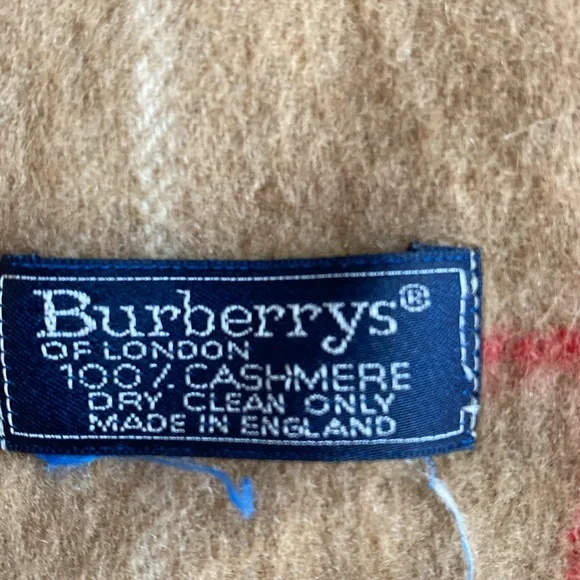 Burberrys®
OF LONDON
100% CASHMERE
DRY CLEAN ONLY
MADE IN ENGLAND